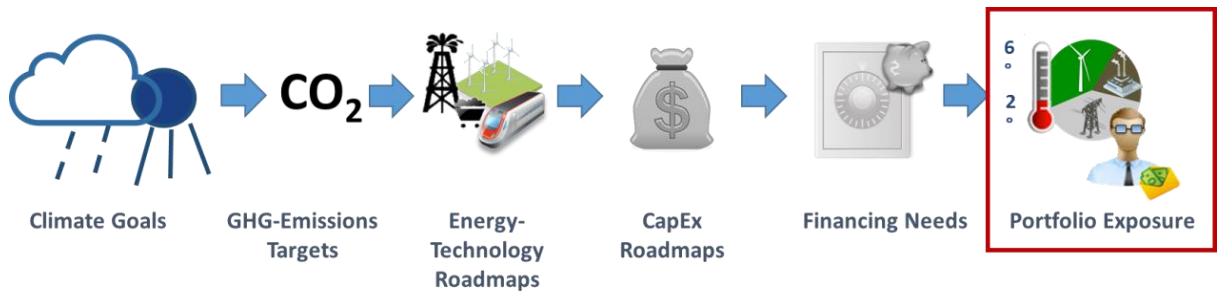 CO2
$
6
°
2
°
Climate Goals
GHG-Emissions
Targets
Energy-
Technology
Roadmaps
CapEx
Roadmaps
Financing Needs
Portfolio Exposure